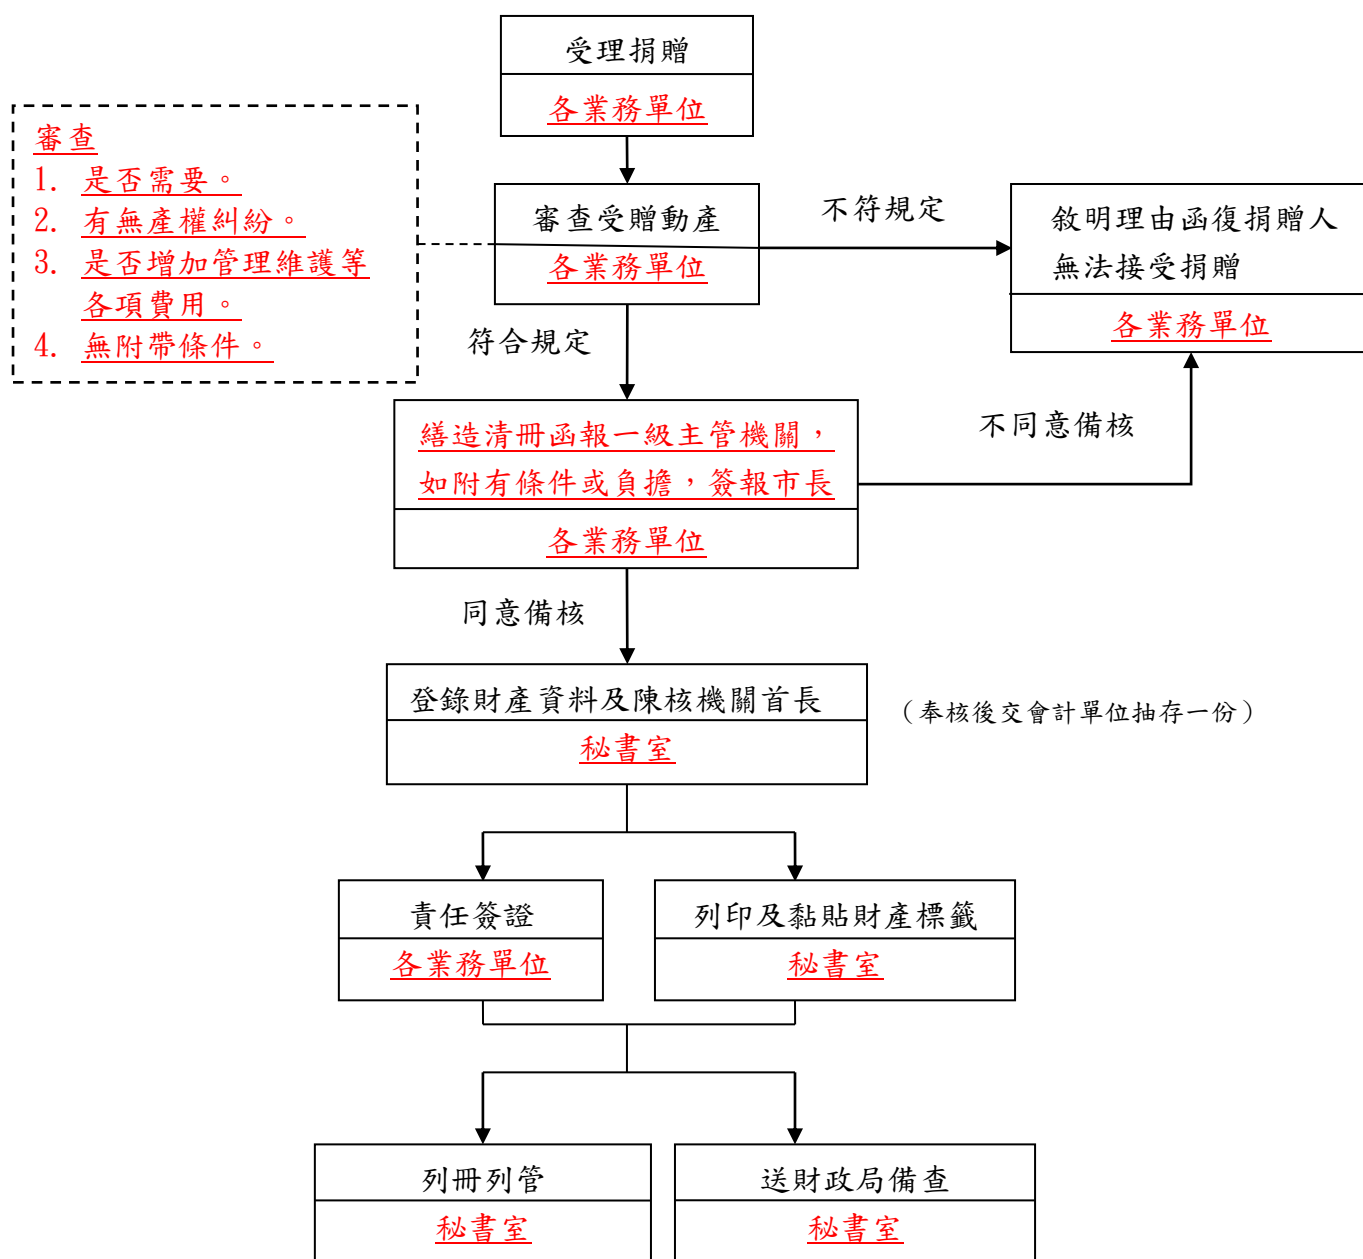 受理捐贈
各業務單位
審查
1. 是否需要。
2. 有無產權糾紛。
3. 是否增加管理維護等
各項費用。
4. 無附帶條件。
審查受贈動產
各業務單位
不符規定
敘明理由函復捐贈人
無法接受捐贈
各業務單位
符合規定
繕造清冊函報一級主管機關，
如附有條件或負擔，簽報市長
各業務單位
不同意備核
同意備核
登錄財產資料及陳核機關首長
秘書室
（奉核後交會計單位抽存一份）
責任簽證
各業務單位
列印及黏貼財產標籤
秘書室
列冊列管
秘書室
送財政局備查
秘書室